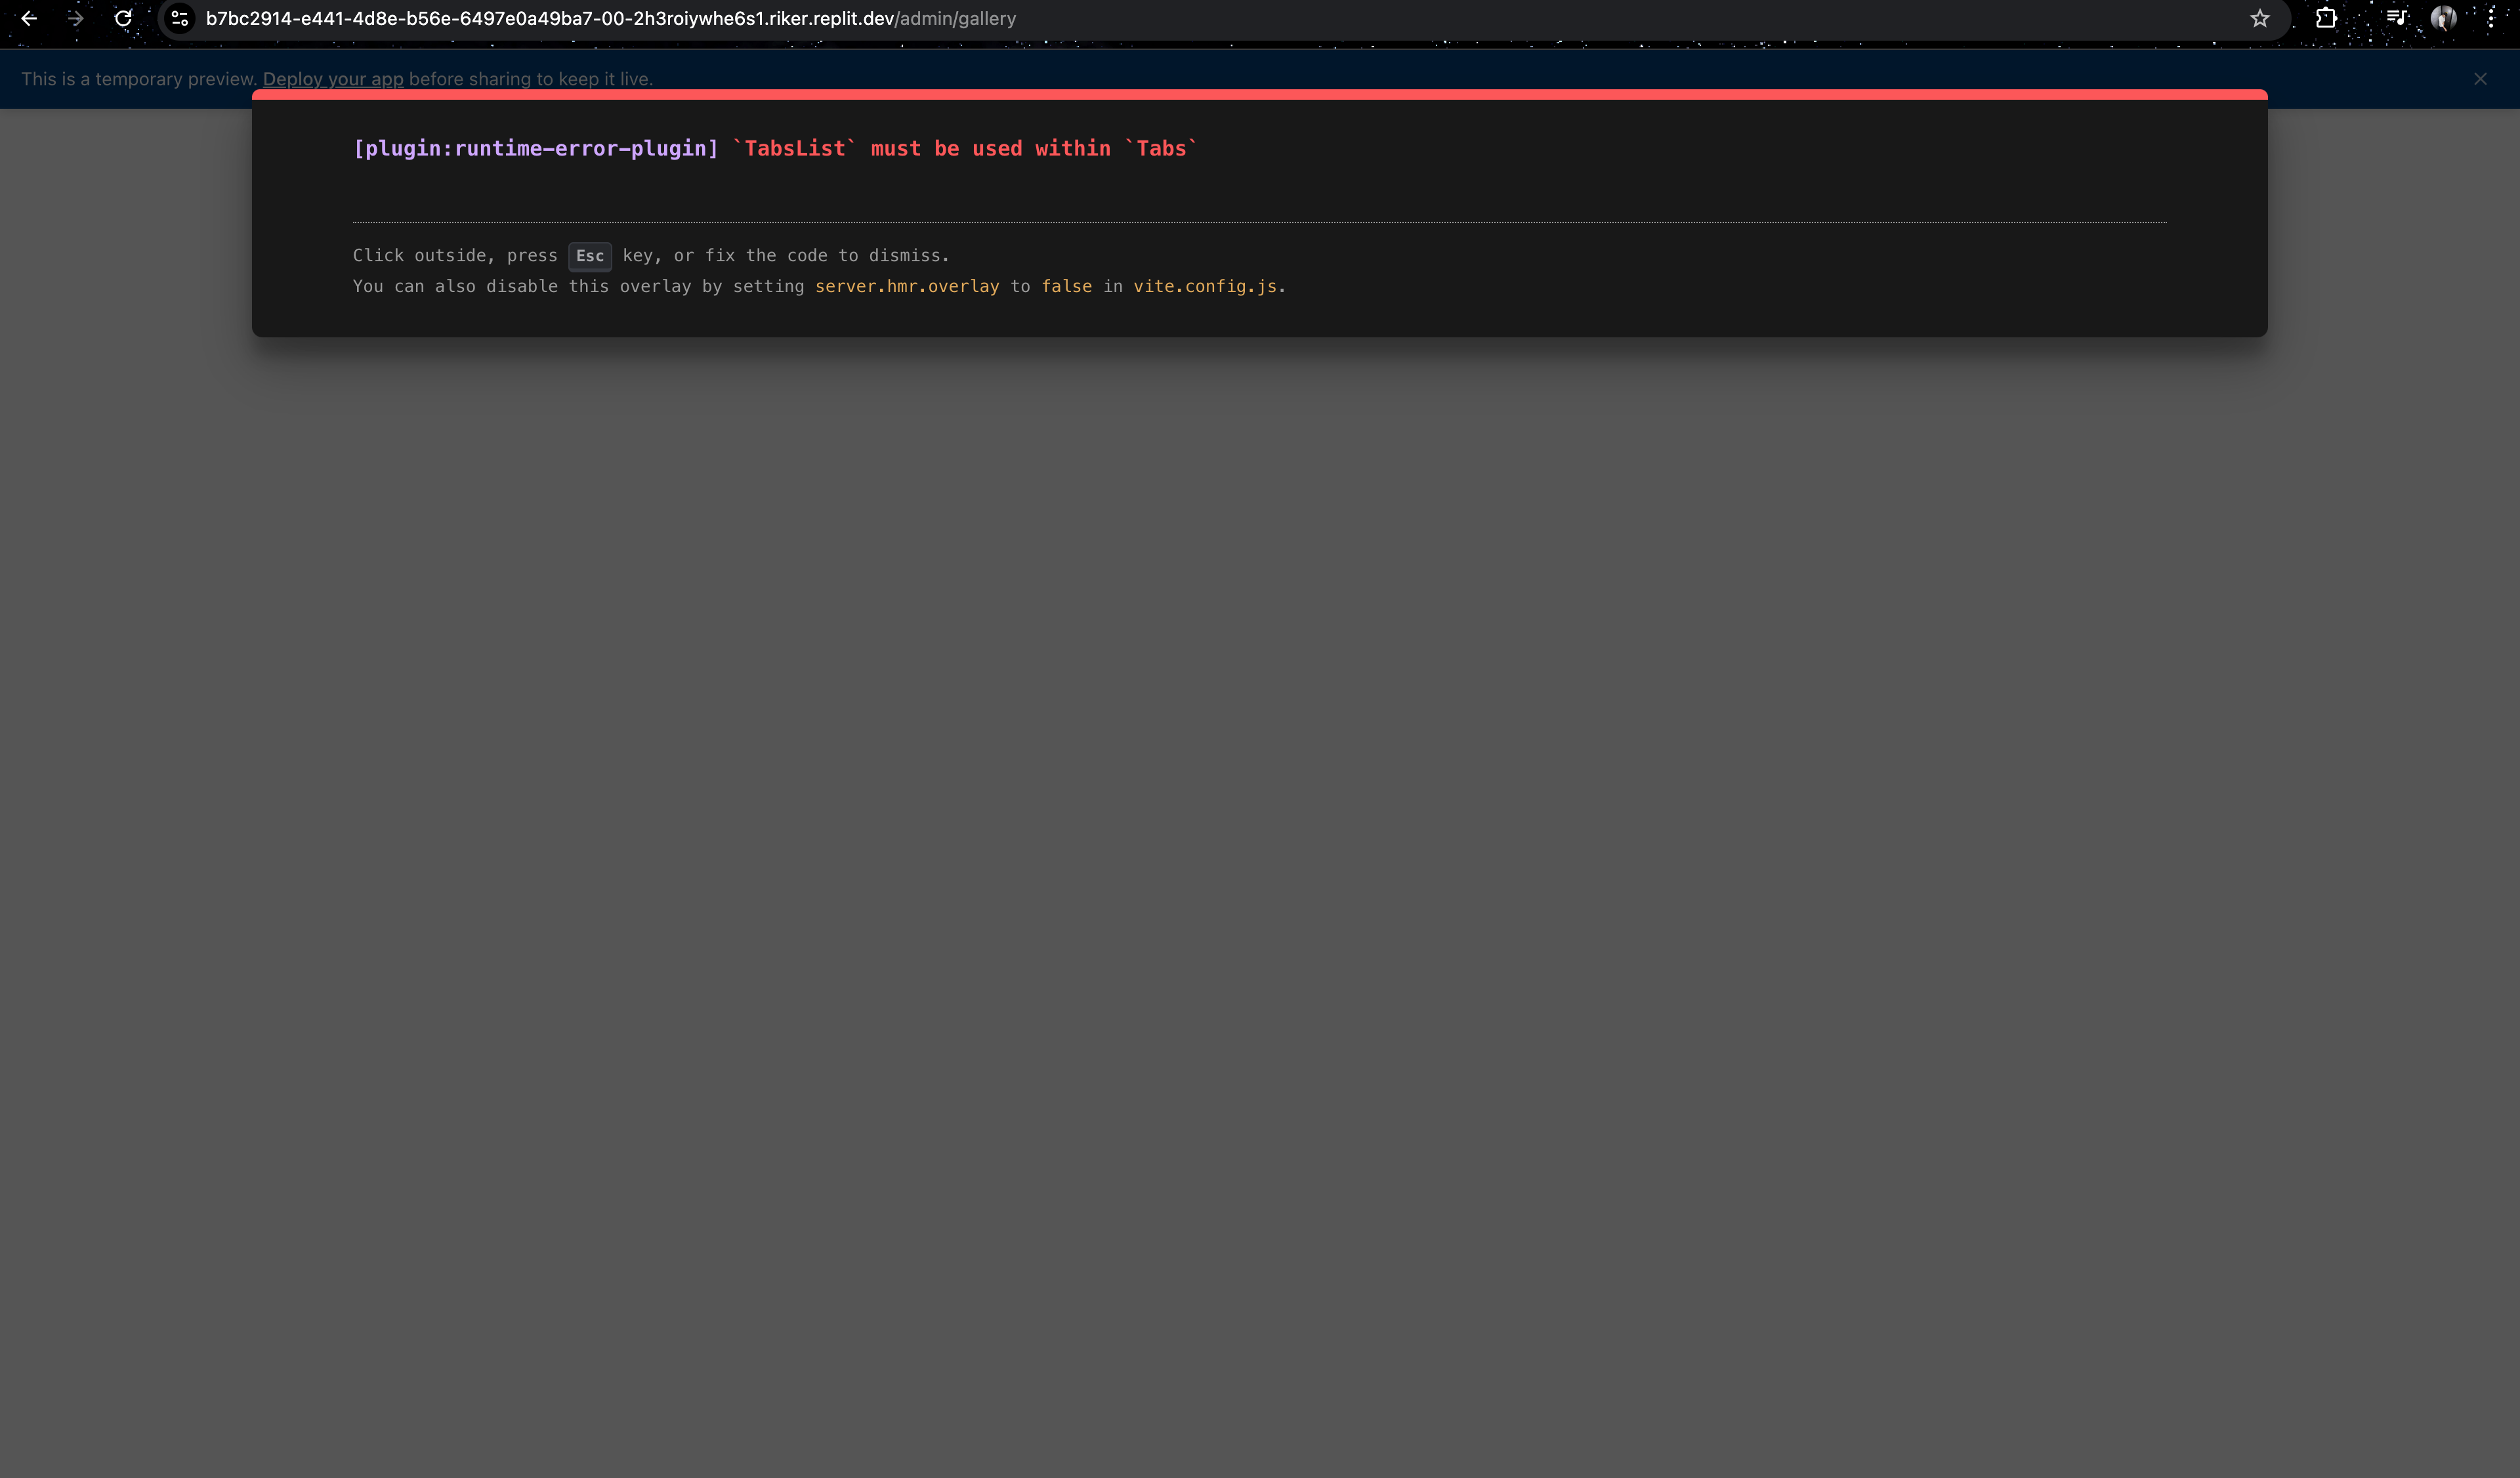 b7bc2914-e441-4d8e-b56e-6497e0a49ba7-00-2h3roiywhe6s1.riker.replit.dev/admin/gallery
This is a temporary preview. Deploy your app before sharing to keep it live.
[plugin:runtime-error-plugin] `TabsList` must be used within `Tabs`
Click outside, press Esc key, or fix the code to dismiss.
You can also disable this overlay by setting server.hmr.overlay to false in vite.config.js.